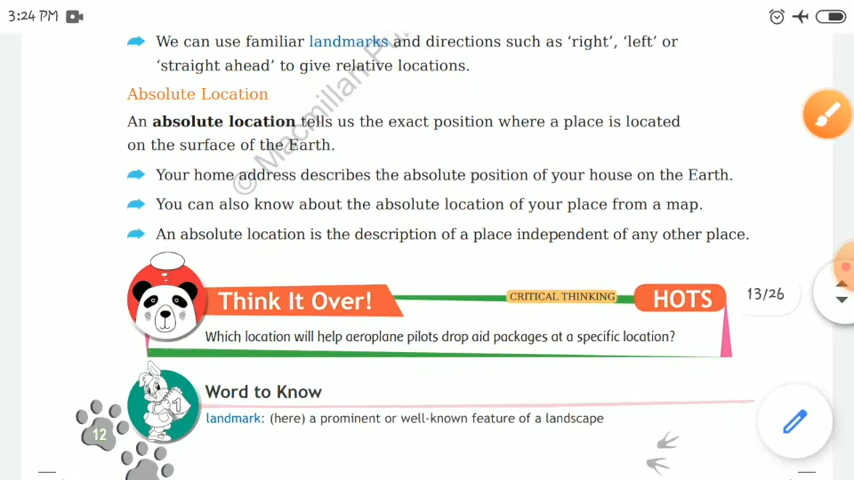 3:24 PM
We can use familiar landmarks and directions such as ‘right’, ‘left’ or
‘straight ahead’ to give relative locations.
Absolute Location
An absolute location tells us the exact position where a place is located
on the surface of the Earth.
Your home address describes the absolute position of your house on the Earth.
You can also know about the absolute location of your place from a map.
An absolute location is the description of a place independent of any other place.
© Macmillan
Think It Over!
CRITICAL THINKING
HOTS
13/26
Which location will help aeroplane pilots drop aid packages at a specific location?
Word to Know
landmark: (here) a prominent or well-known feature of a landscape
12